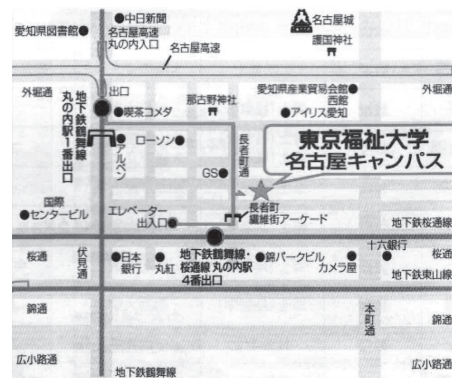 中日新聞
愛知県図書館
名古屋高速
丸の内入口
名古屋高速
名古屋城
護国神社
外堀通
出口
地下鉄鶴舞線
丸の内駅1番出口
喫茶コメダ
那古野神社
愛知県産業貿易会館
西館
アイリス愛知
外堀通
アルペン
ローソン
長者町通
東京福祉大学
名古屋キャンパス
GS
国際
センタービル
エレベーター
出入口
長者町
繊維街アーケード
地下鉄桜通線
桜通
伏見通
日本
銀行
丸紅
地下鉄鶴舞線・
桜通線 丸の内駅
4番出口
錦パークビル
カメラ屋
十六銀行
桜通
地下鉄東山線
錦通
本町通
錦通
広小路通
地下鉄鶴舞線
広小路通